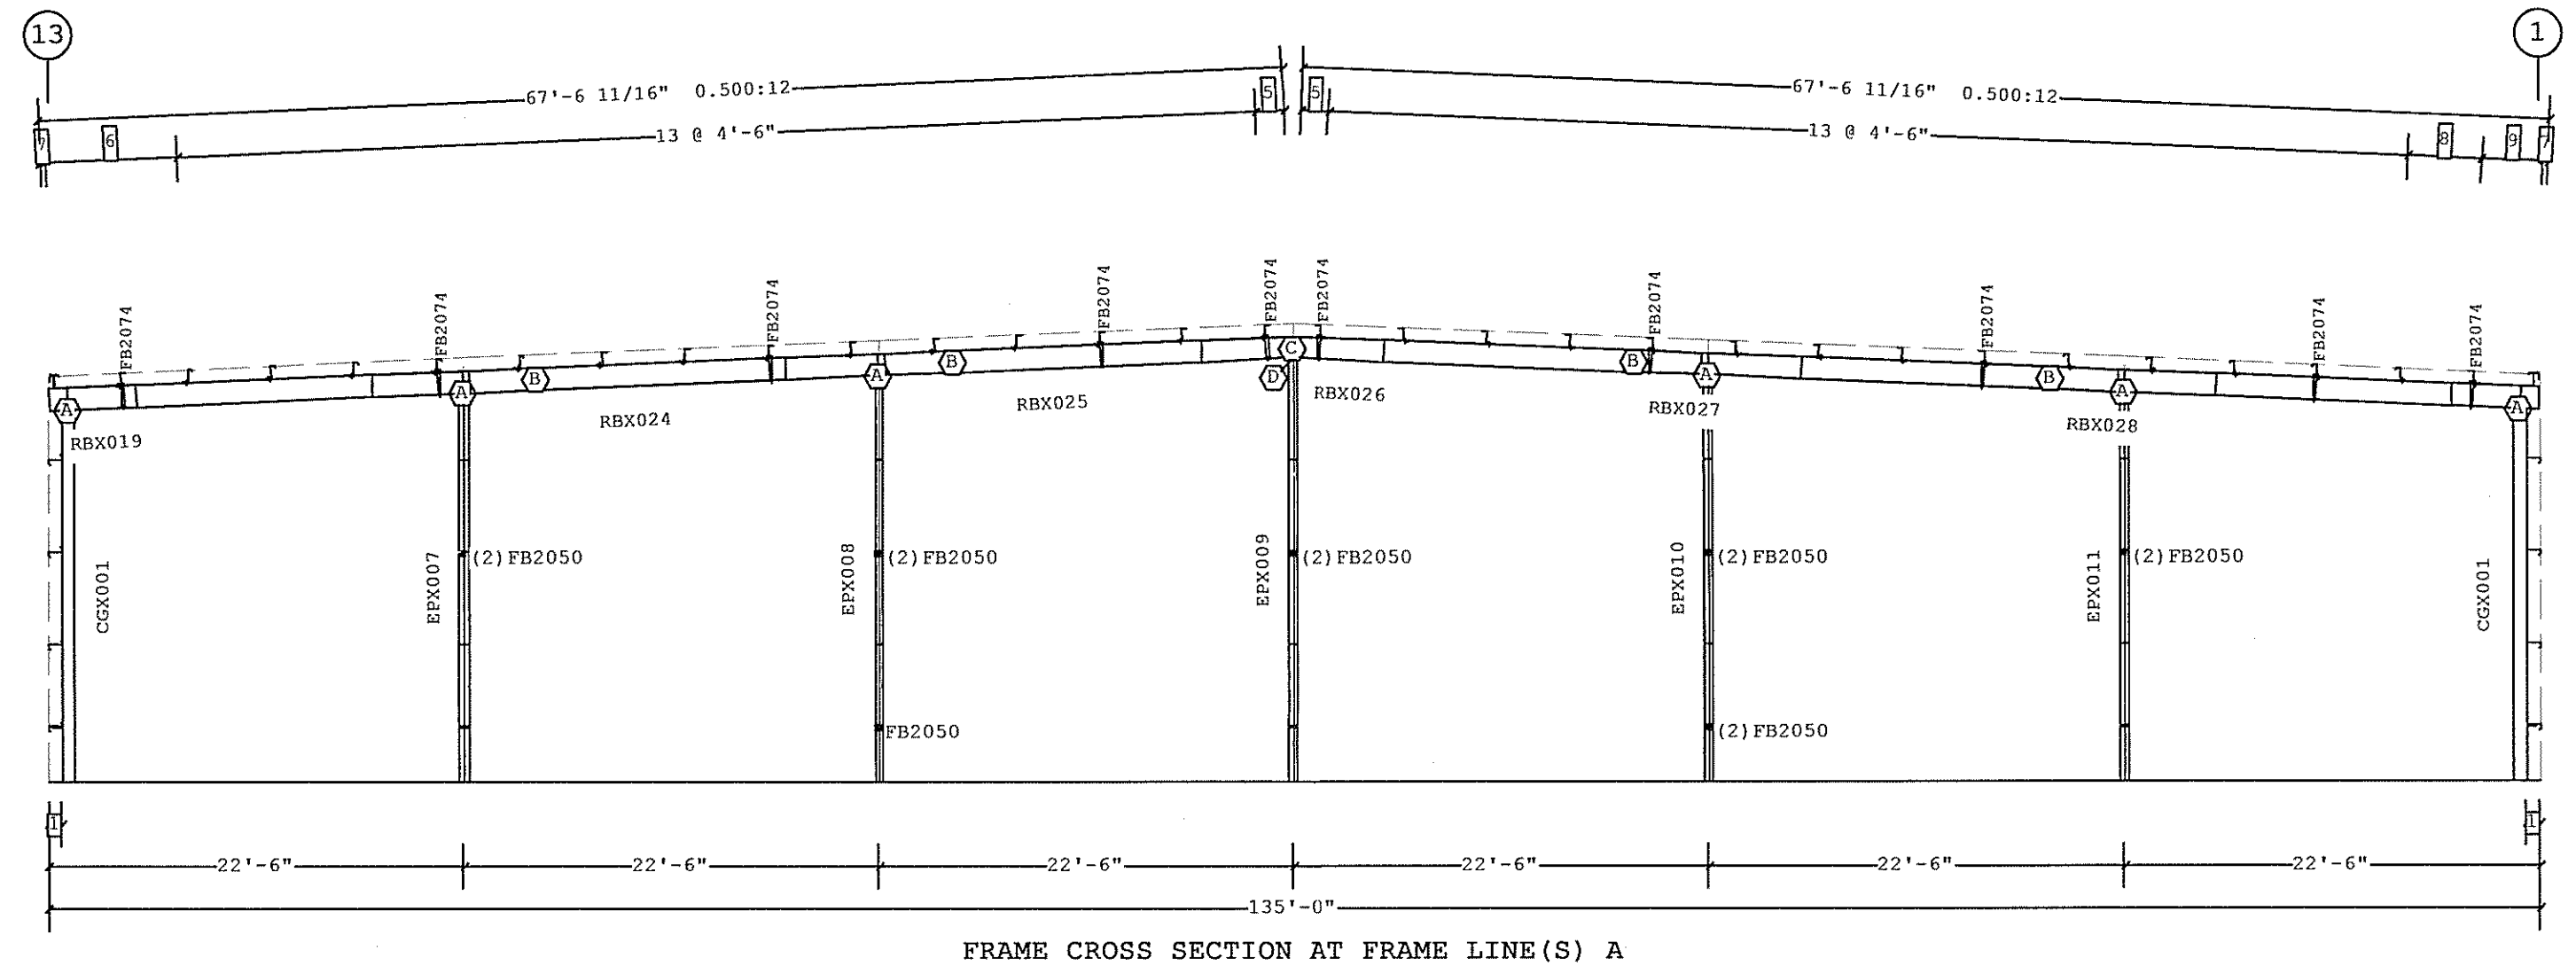 13
1
67'-6 11/16" 0.500:12
67'-6 11/16" 0.500:12
5
5
13 @ 4'-6"
13 @ 4'-6"
7
6
8
9
7
FB2074
FB2074
FB2074
FB2074
FB2074
FB2074
FB2074
FB2074
FB2074
FB2074
A
A
B
A
B
C
D
B
A
B
A
A
RBX019
RBX024
RBX025
RBX026
RBX027
RBX028
CGX001
EPX007
(2)FB2050
EPX008
(2)FB2050
EPX009
(2)FB2050
EPX010
(2)FB2050
EPX011
(2)FB2050
CGX001
FB2050
(2)FB2050
1
1
22'-6"
22'-6"
22'-6"
22'-6"
22'-6"
22'-6"
135'-0"
FRAME CROSS SECTION AT FRAME LINE(S) A